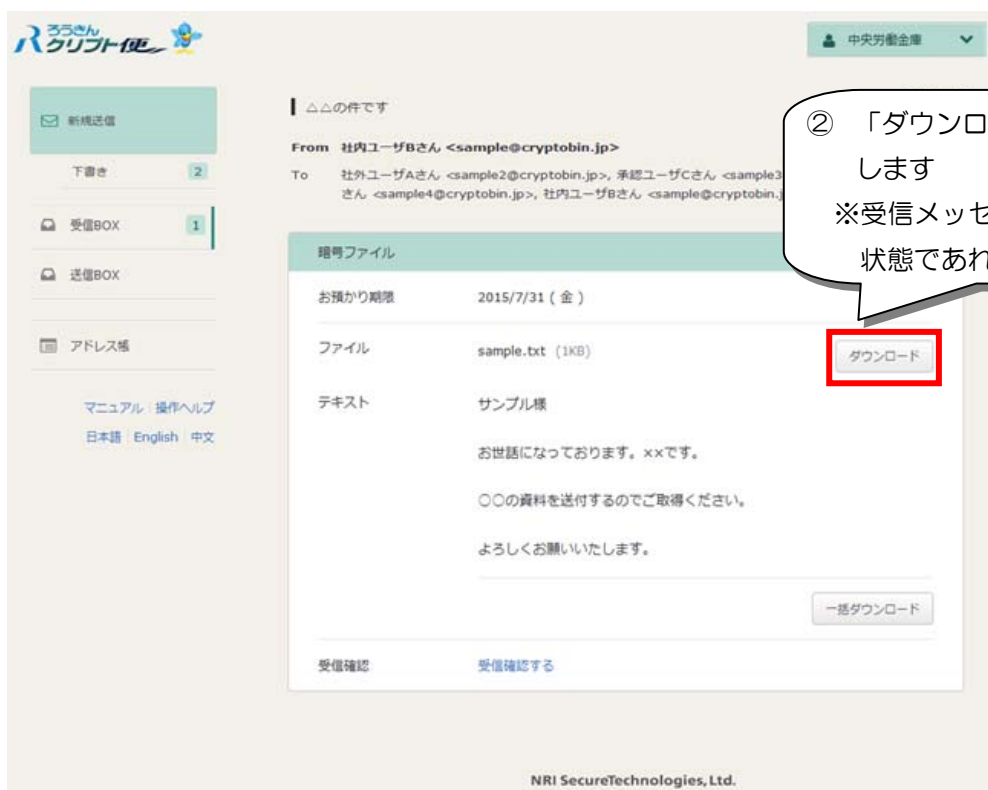 ろうきん
クリプト便
中央労働金庫
新規送信
下書き 2
受信BOX 1
送信BOX
アドレス帳
マニュアル 操作ヘルプ
日本語 English 中文
△△の件です
From 社内ユーザBさん <sample@cryptobin.jp>
To 社外ユーザAさん <sample2@cryptobin.jp>, 承認ユーザCさん <sample3
さん <sample4@cryptobin.jp>, 社内ユーザBさん <sample@cryptobin.j
② 「ダウンロ
します
※受信メッセ
状態であれ
暗号ファイル
お預かり期限 2015/7/31 ( 金 )
ファイル sample.txt (1KB) ダウンロード
テキスト サンプル様
お世話になっております。××です。
○○の資料を送付するのでご取得ください。
よろしくお願いいたします。
一括ダウンロード
受信確認 受信確認する
NRI SecureTechnologies,Ltd.